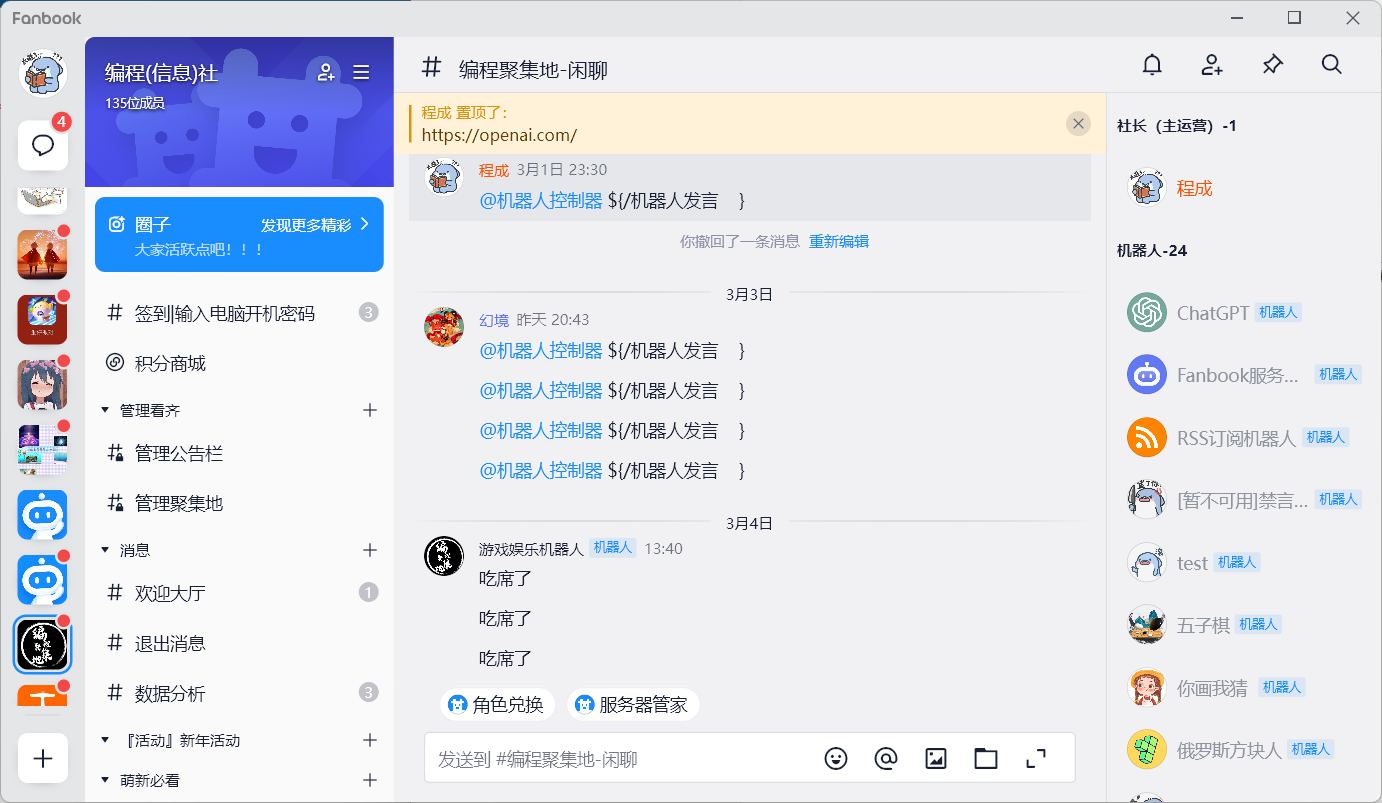 Fanbook
4
编程(信息)社
135位成员
圈子
发现更多精彩
大家活跃点吧！！！
签到|输入电脑开机密码
3
积分商城
管理看齐
管理公告栏
管理聚集地
消息
欢迎大厅
1
退出消息
数据分析
3
『活动』新年活动
萌新必看
编程聚集地-闲聊
程成 置顶了：
https://openai.com/
程成 3月1日 23:30
@机器人控制器 ${/机器人发言 }
你撤回了一条消息 重新编辑
3月3日
幻境 昨天 20:43
@机器人控制器 ${/机器人发言 }
@机器人控制器 ${/机器人发言 }
@机器人控制器 ${/机器人发言 }
@机器人控制器 ${/机器人发言 }
3月4日
游戏娱乐机器人 机器人 13:40
吃席了
吃席了
吃席了
角色兑换
服务器管家
发送到 #编程聚集地-闲聊
社长（主运营）-1
程成
机器人-24
ChatGPT 机器人
Fanbook服务... 机器人
RSS订阅机器人 机器人
[暂不可用]禁言... 机器人
test 机器人
五子棋 机器人
你画我猜 机器人
俄罗斯方块人 机器人